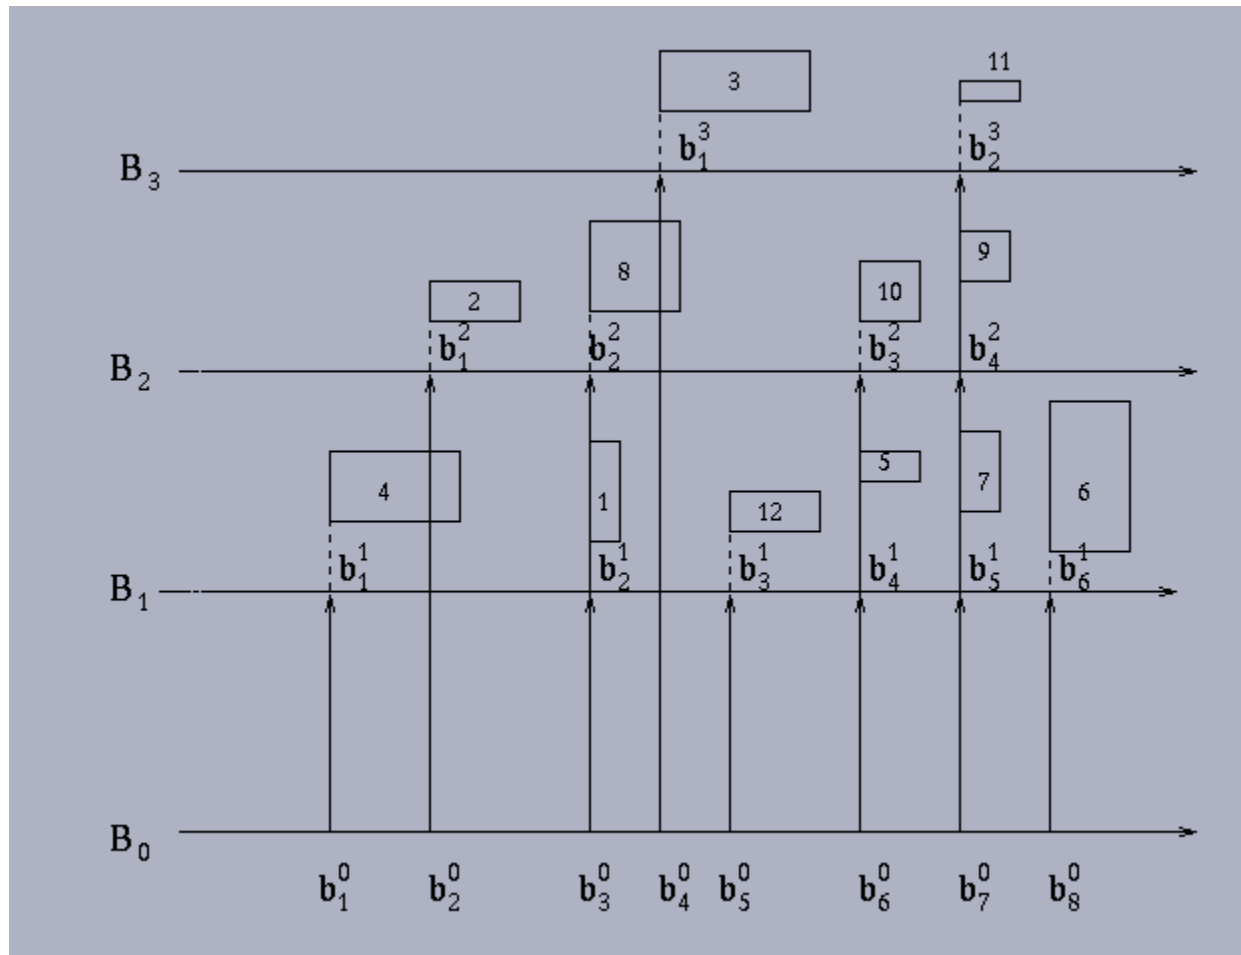 3 11
b₁³ b₂³
B₃
8 9
2 10
b₁² b₂² b₃² b₄²
B₂
4 1 12 5 7 6
b₁¹ b₂¹ b₃¹ b₄¹ b₅¹ b₆¹
B₁
B₀
b₁⁰ b₂⁰ b₃⁰ b₄⁰ b₅⁰ b₆⁰ b₇⁰ b₈⁰